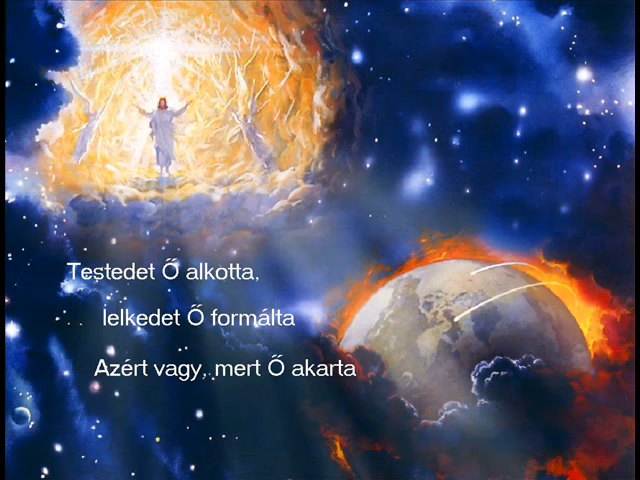 Testedet Ő alkotta,
lelkedet Ő formálta
Azért vagy, mert Ő akarta